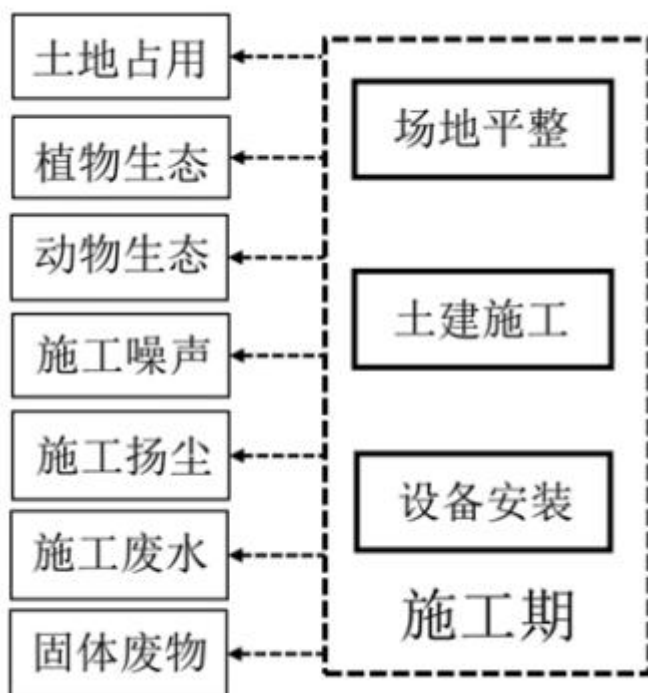 土地占用
植物生态
动物生态
施工噪声
施工扬尘
施工废水
固体废物
场地平整
土建施工
设备安装
施工期